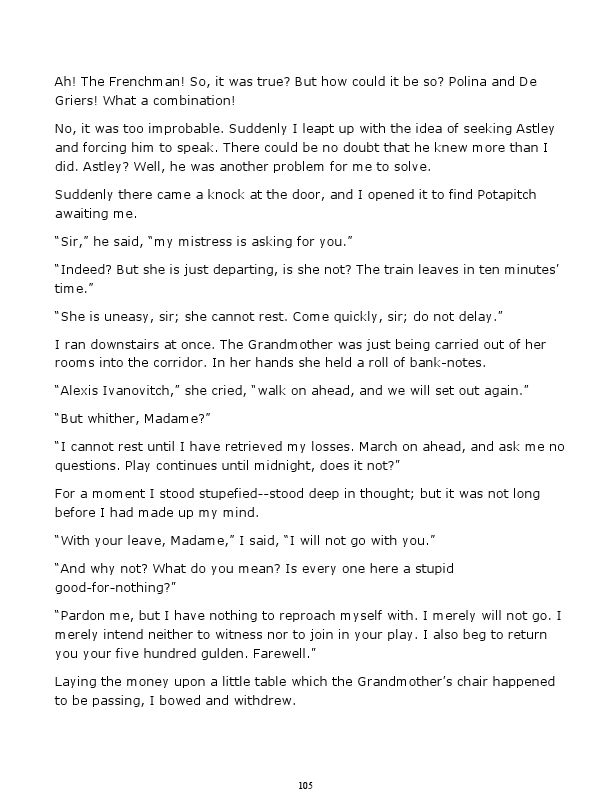 Ah! The Frenchman! So, it was true? But how could it be so? Polina and De
Griers! What a combination!
No, it was too improbable. Suddenly I leapt up with the idea of seeking Astley
and forcing him to speak. There could be no doubt that he knew more than I
did. Astley? Well, he was another problem for me to solve.
Suddenly there came a knock at the door, and I opened it to find Potapitch
awaiting me.
“Sir,” he said, “my mistress is asking for you.”
“Indeed? But she is just departing, is she not? The train leaves in ten minutes’
time.”
“She is uneasy, sir; she cannot rest. Come quickly, sir; do not delay.”
I ran downstairs at once. The Grandmother was just being carried out of her
rooms into the corridor. In her hands she held a roll of bank-notes.
“Alexis Ivanovitch,” she cried, “walk on ahead, and we will set out again.”
“But whither, Madame?”
“I cannot rest until I have retrieved my losses. March on ahead, and ask me no
questions. Play continues until midnight, does it not?”
For a moment I stood stupefied--stood deep in thought; but it was not long
before I had made up my mind.
“With your leave, Madame,” I said, “I will not go with you.”
“And why not? What do you mean? Is every one here a stupid
good-for-nothing?”
“Pardon me, but I have nothing to reproach myself with. I merely will not go. I
merely intend neither to witness nor to join in your play. I also beg to return
you your five hundred gulden. Farewell.”
Laying the money upon a little table which the Grandmother’s chair happened
to be passing, I bowed and withdrew.
105